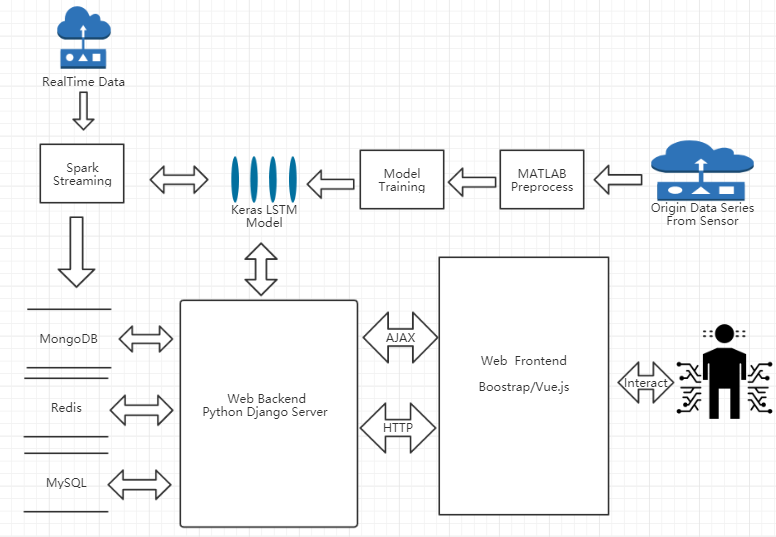 RealTime Data
Spark
Streaming
Keras LSTM
Model
Model
Training
MATLAB
Preprocess
Origin Data Series
From Sensor
MongoDB
Redis
MySQL
Web Backend
Python Django Server
AJAX
HTTP
Web Frontend
Boostrap/Vue.js
Interact